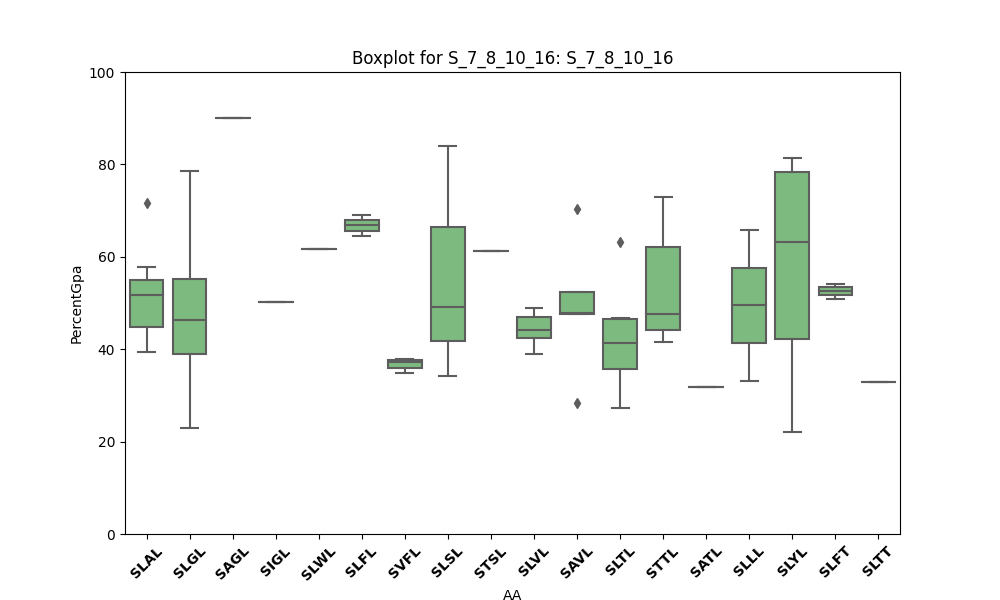 Boxplot for S_7_8_10_16: S_7_8_10_16
PercentGpa
100
80
60
40
20
0
SLAL
SLGL
SAGL
SIGL
SLWL
SLFL
SVFL
SLSL
STSL
SLVL
SAVL
SLTL
STTL
SATL
SLLL
SLYL
SLFT
SLTT
AA